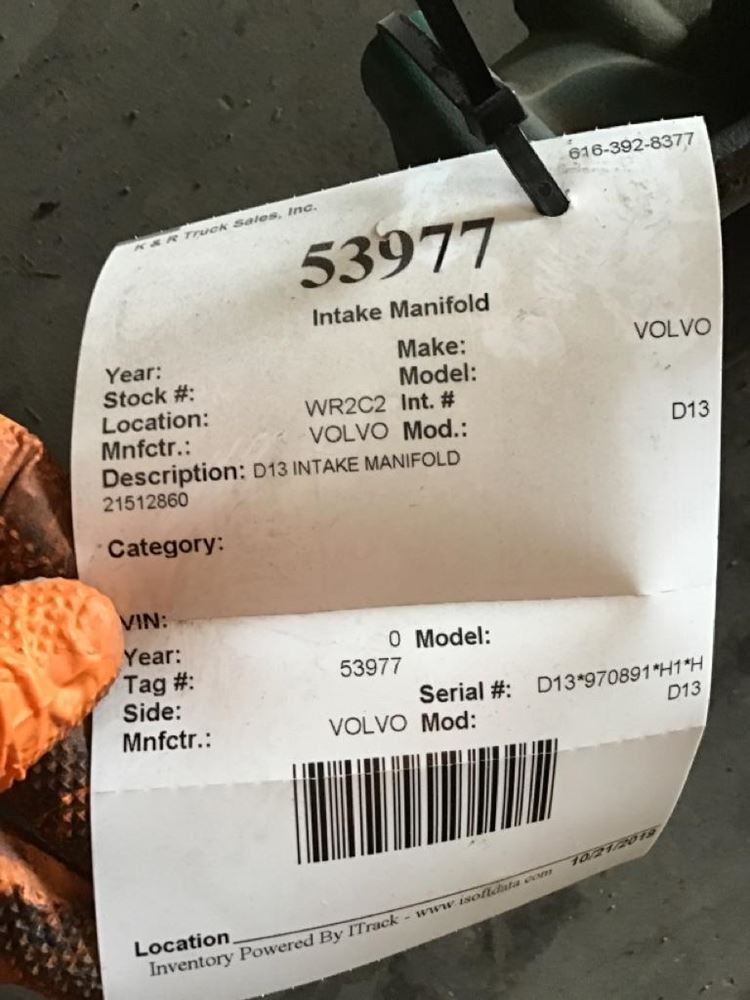 616-392-8377
K & R Truck Sales, Inc.
53977
Intake Manifold
Year: Make: VOLVO
Stock #: Model:
Location: WR2C2 Int. #
Mnfctr.: VOLVO Mod.: D13
Description: D13 INTAKE MANIFOLD
21512860
Category:
VIN:
Year: 0 Model:
Tag #: 53977
Side: Serial #: D13*970891*H1*H
Mnfctr.: VOLVO Mod: D13
10/21/2019
Location
Inventory Powered By ITrack - www.isoftdata.com